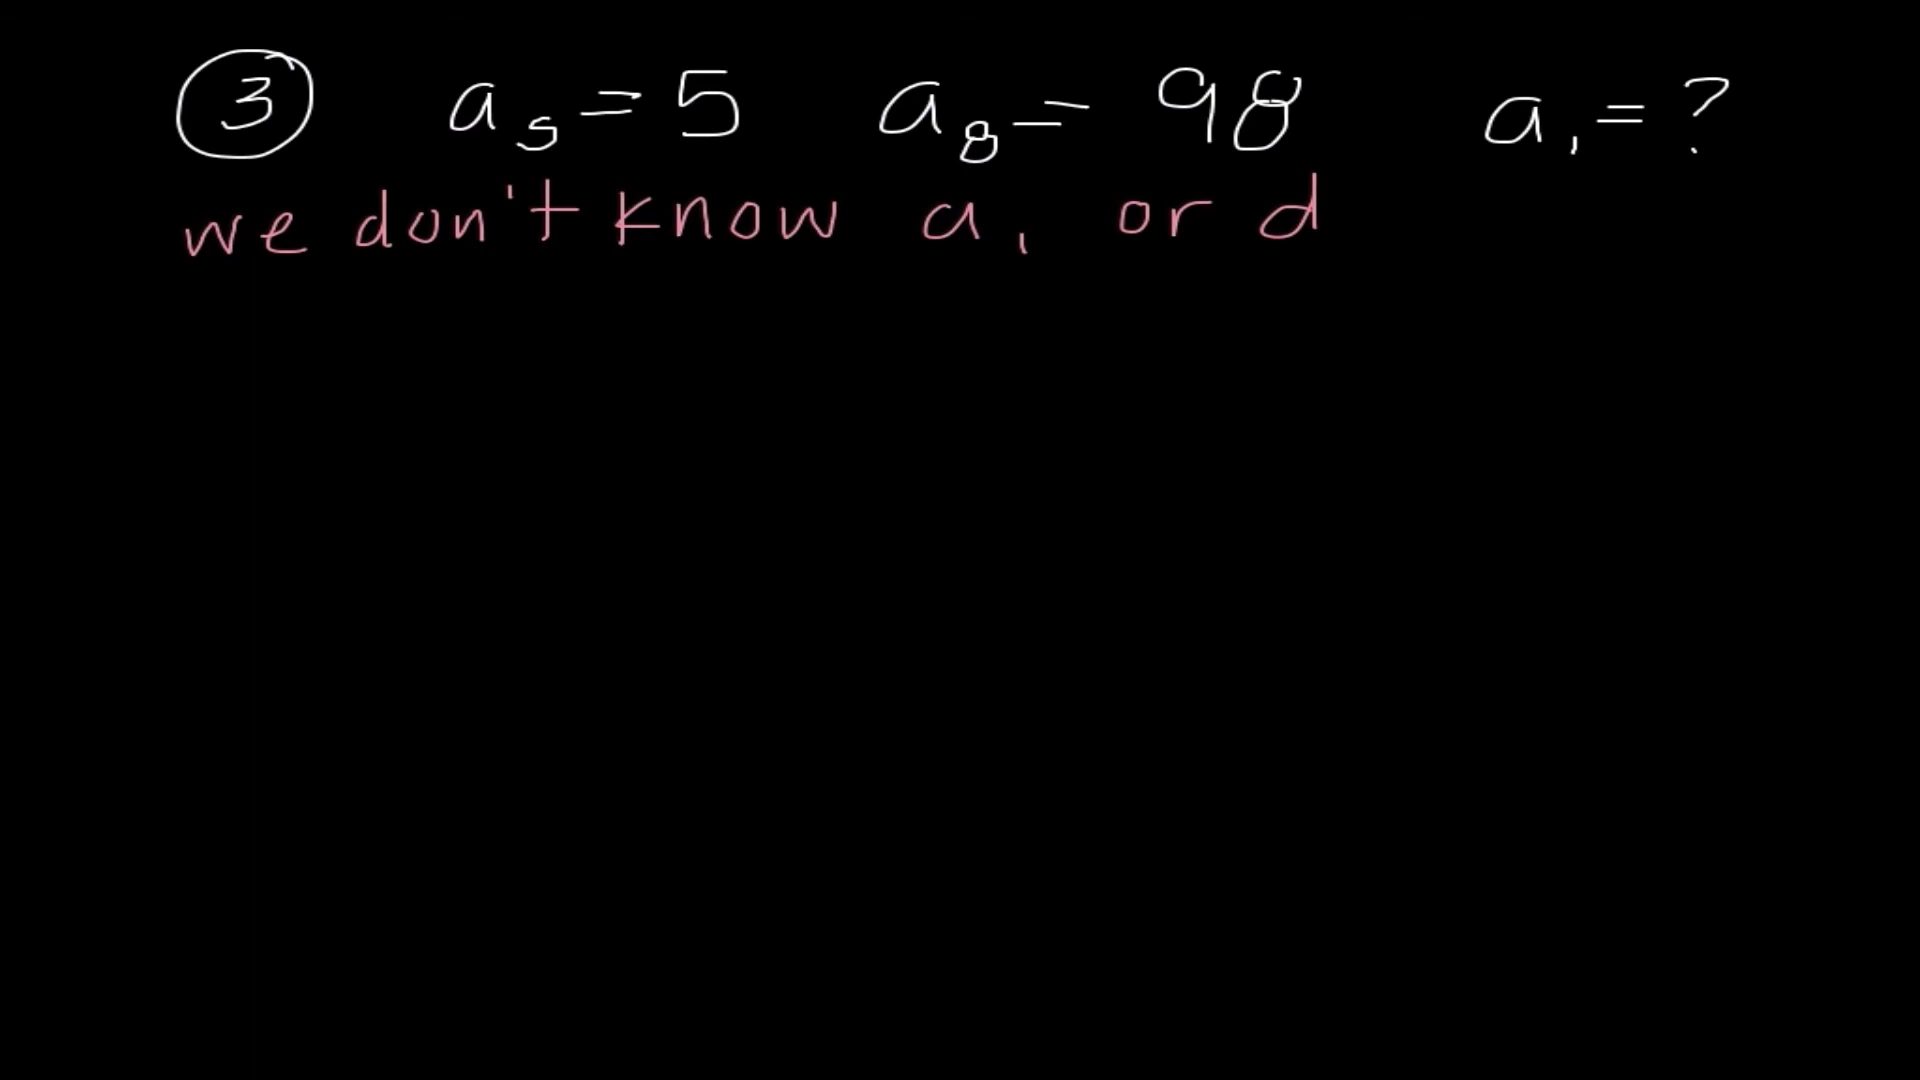 ③ a₅ = 5 a₈ = 98 a₁ = ?
we don't know a₁ or d